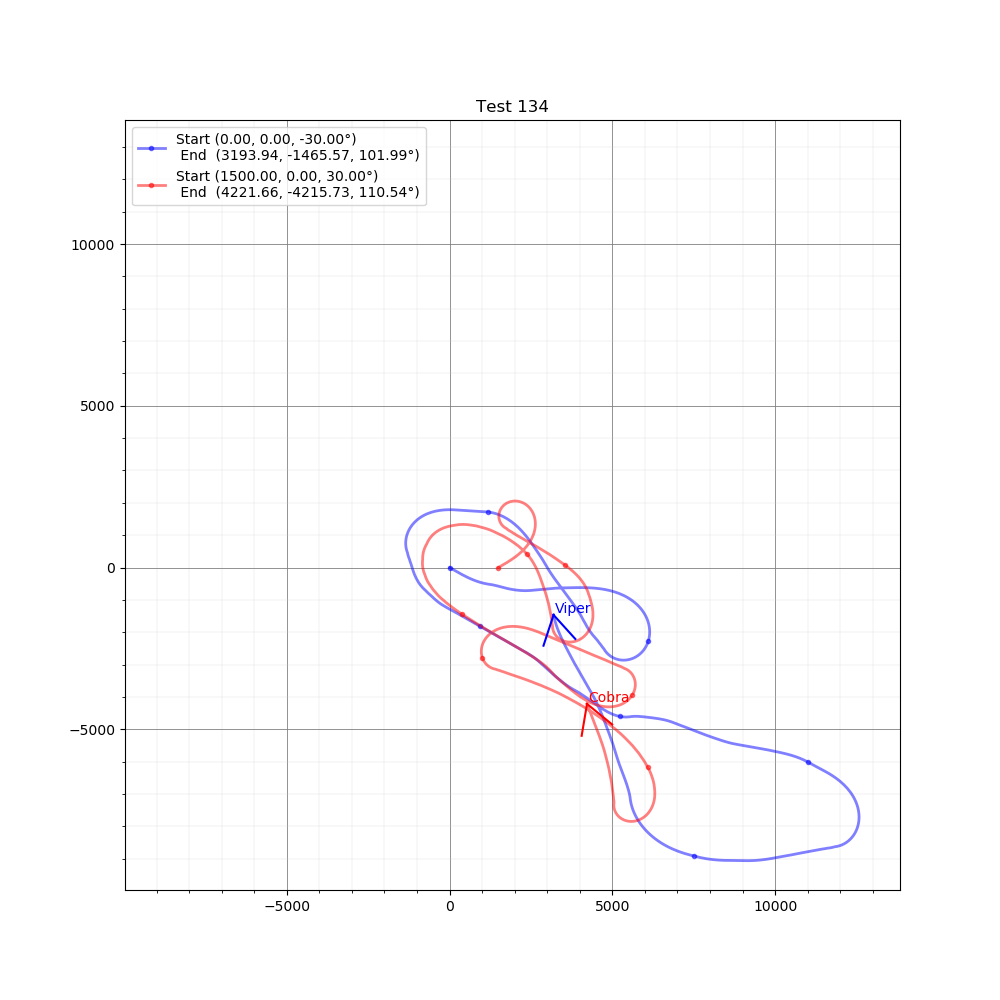 Test 134
Start (0.00, 0.00, -30.00°)
End (3193.94, -1465.57, 101.99°)
Start (1500.00, 0.00, 30.00°)
End (4221.66, -4215.73, 110.54°)
10000
5000
0
−5000
Viper
Cobra
−5000
0
5000
10000